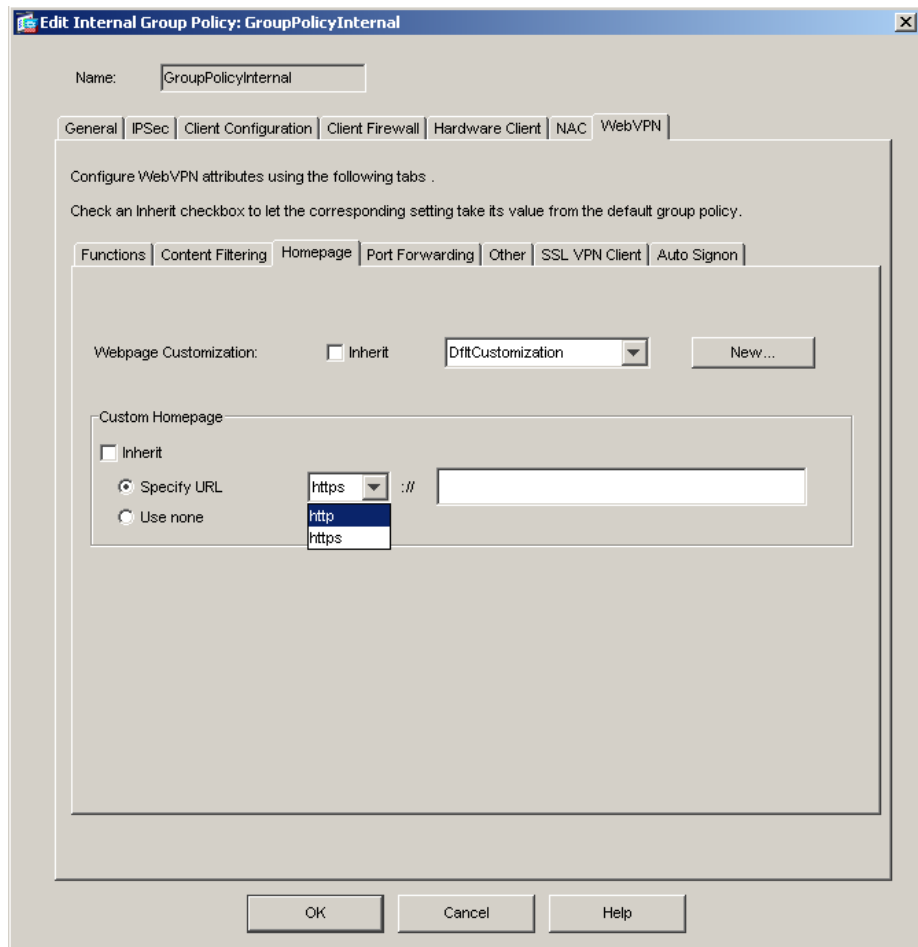 Edit Internal Group Policy: GroupPolicyInternal
Name: GroupPolicyInternal
General IPSec Client Configuration Client Firewall Hardware Client NAC WebVPN
Configure WebVPN attributes using the following tabs .
Check an Inherit checkbox to let the corresponding setting take its value from the default group policy.
Functions Content Filtering Homepage Port Forwarding Other SSL VPN Client Auto Signon
Webpage Customization: Inherit DfltCustomization New...
Custom Homepage
Inherit
Specify URL https ://
Use none http
https
OK Cancel Help